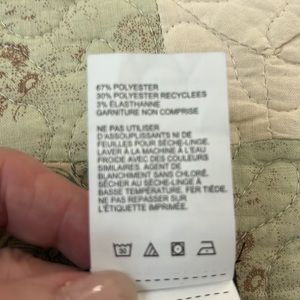 67% POLYESTER
30% POLYESTER RECYCLEES
3% ELASTHANNE
GARNITURE NON COMPRISE
NE PAS UTILISER
D'ASSOUPLISSANTS NI DE
FEUILLES POUR SÈCHE-LINGE.
LAVER À LA MACHINE À L'EAU
FROIDE AVEC DES COULEURS
SIMILAIRES. AGENT DE
BLANCHIMENT SANS CHLORE.
SÉCHER AU SÈCHE-LINGE À
BASSE TEMPÉRATURE. FER TIÈDE.
NE PAS REPASSER SUR
L'ÉTIQUETTE IMPRIMÉE.
30